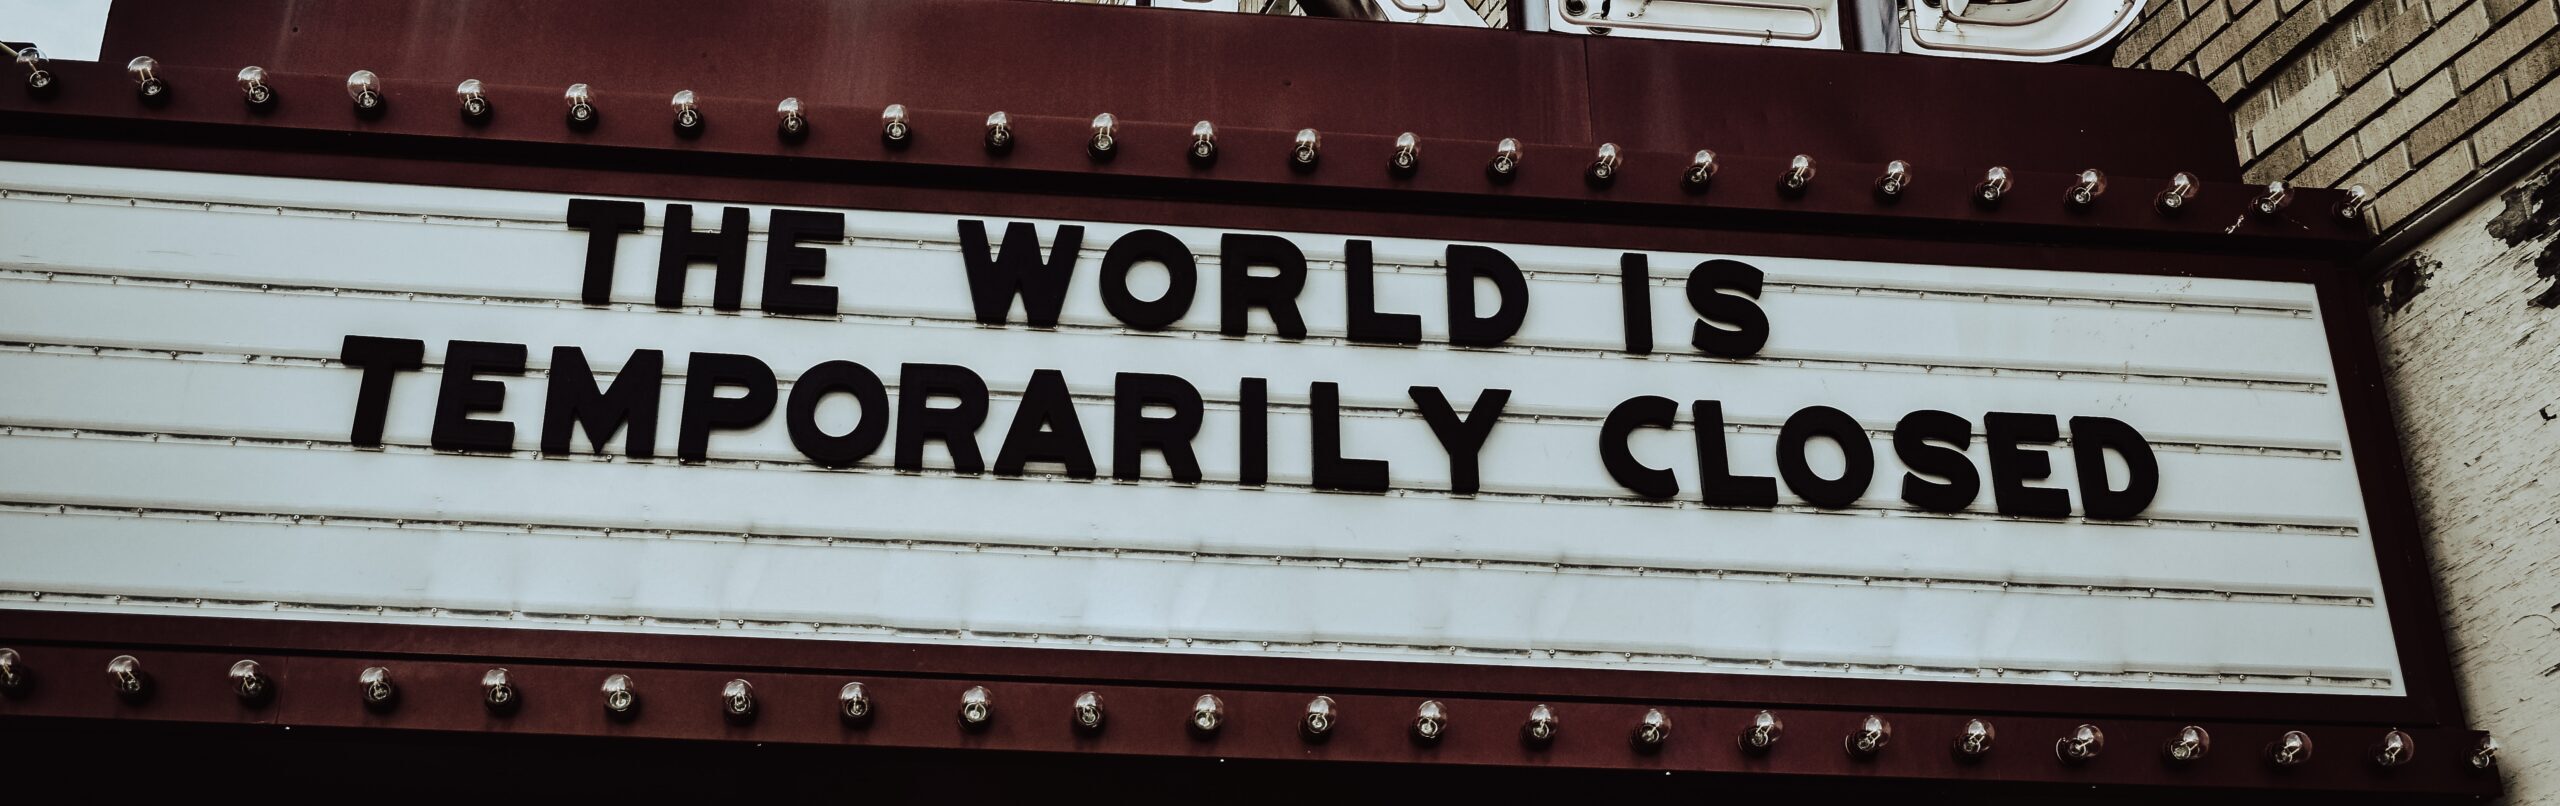 THE WORLD IS
TEMPORARILY CLOSED